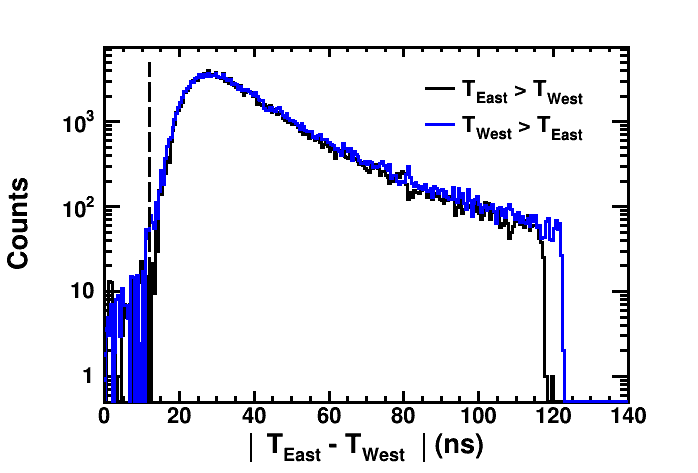 T_East > T_West
T_West > T_East
Counts
10^3
10^2
10
1
0 20 40 60 80 100 120 140
| T_East - T_West | (ns)